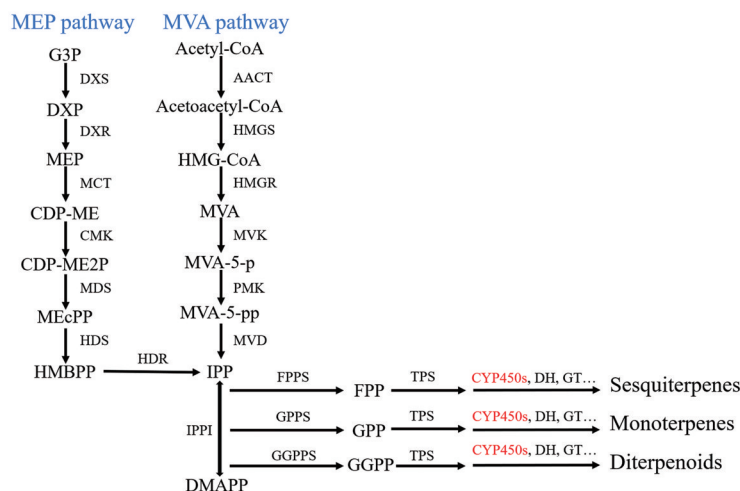 MEP pathway
MVA pathway
G3P
Acetyl-CoA
DXS
AACT
DXP
Acetoacetyl-CoA
DXR
HMGS
MEP
HMG-CoA
MCT
HMGR
CDP-ME
MVA
CMK
MVK
CDP-ME2P
MVA-5-p
MDS
PMK
MEcPP
MVA-5-pp
HDS
MVD
HMBPP
HDR
IPP
FPPS
FPP
TPS
CYP450s, DH, GT…
Sesquiterpenes
IPPI
GPPS
GPP
TPS
CYP450s, DH, GT…
Monoterpenes
GGPPS
GGPP
TPS
CYP450s, DH, GT…
Diterpenoids
DMAPP